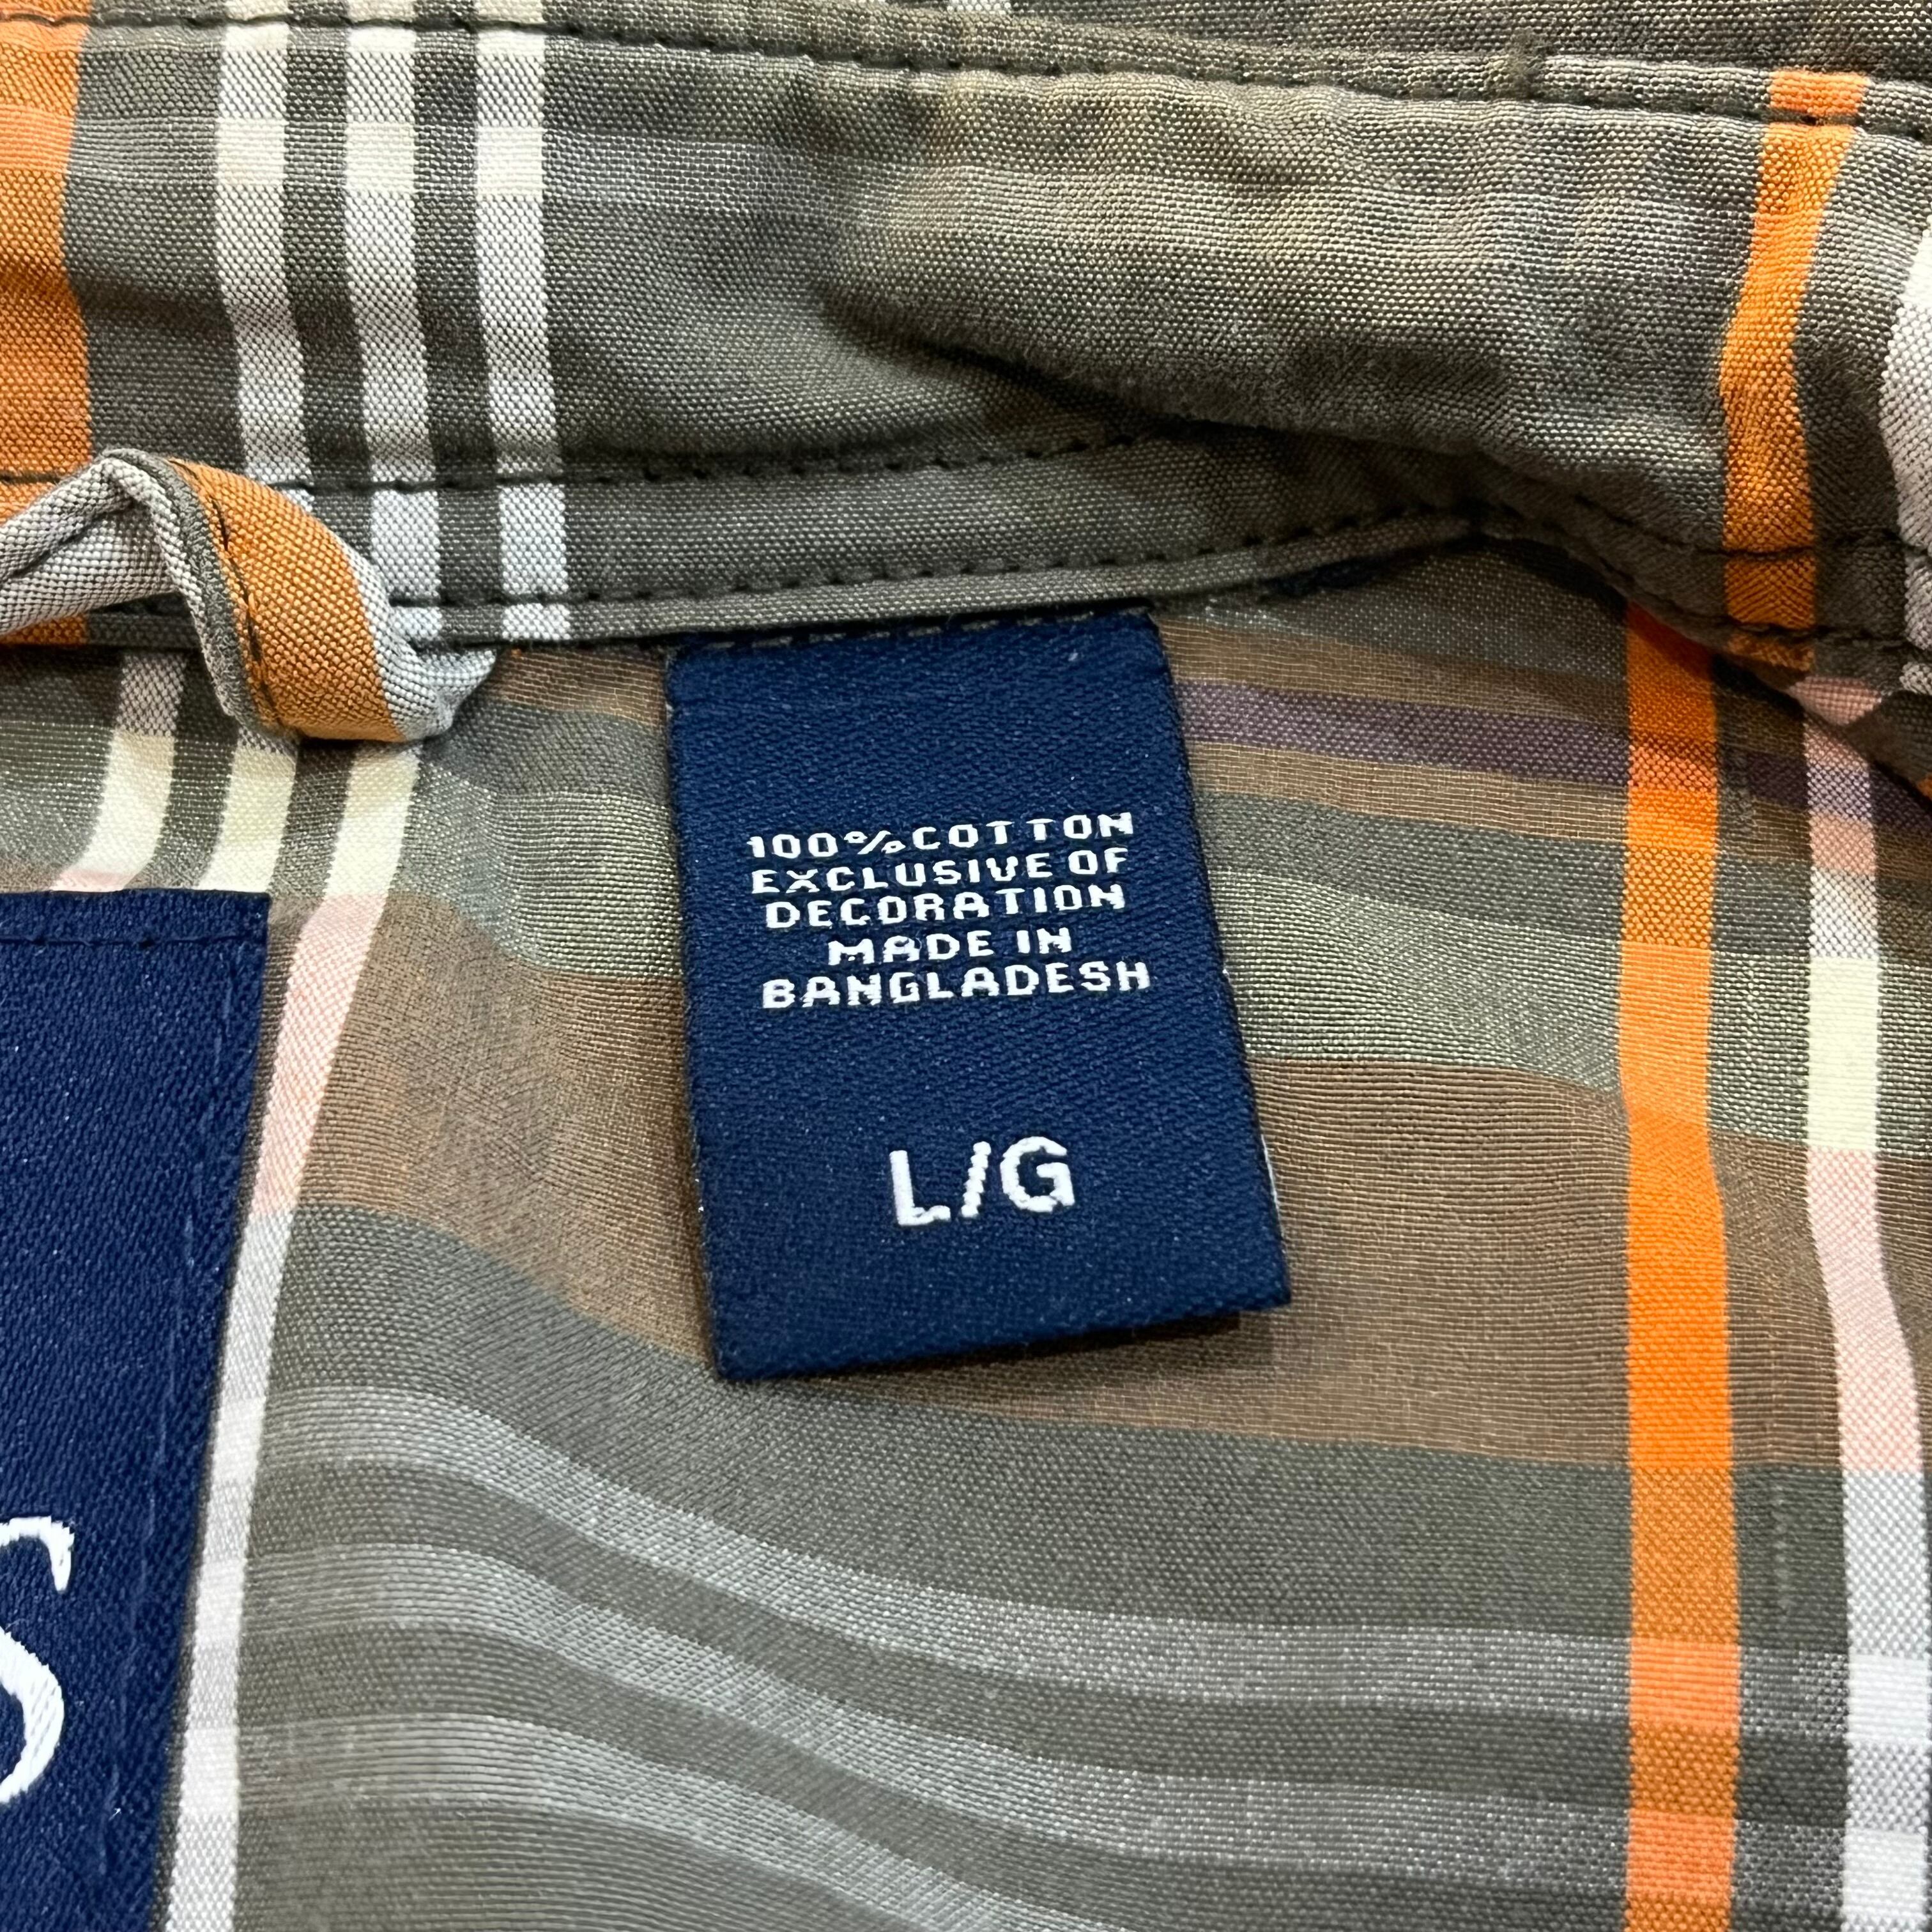 100% COTTON
EXCLUSIVE OF
DECORATION
MADE IN
BANGLADESH
L/G
S